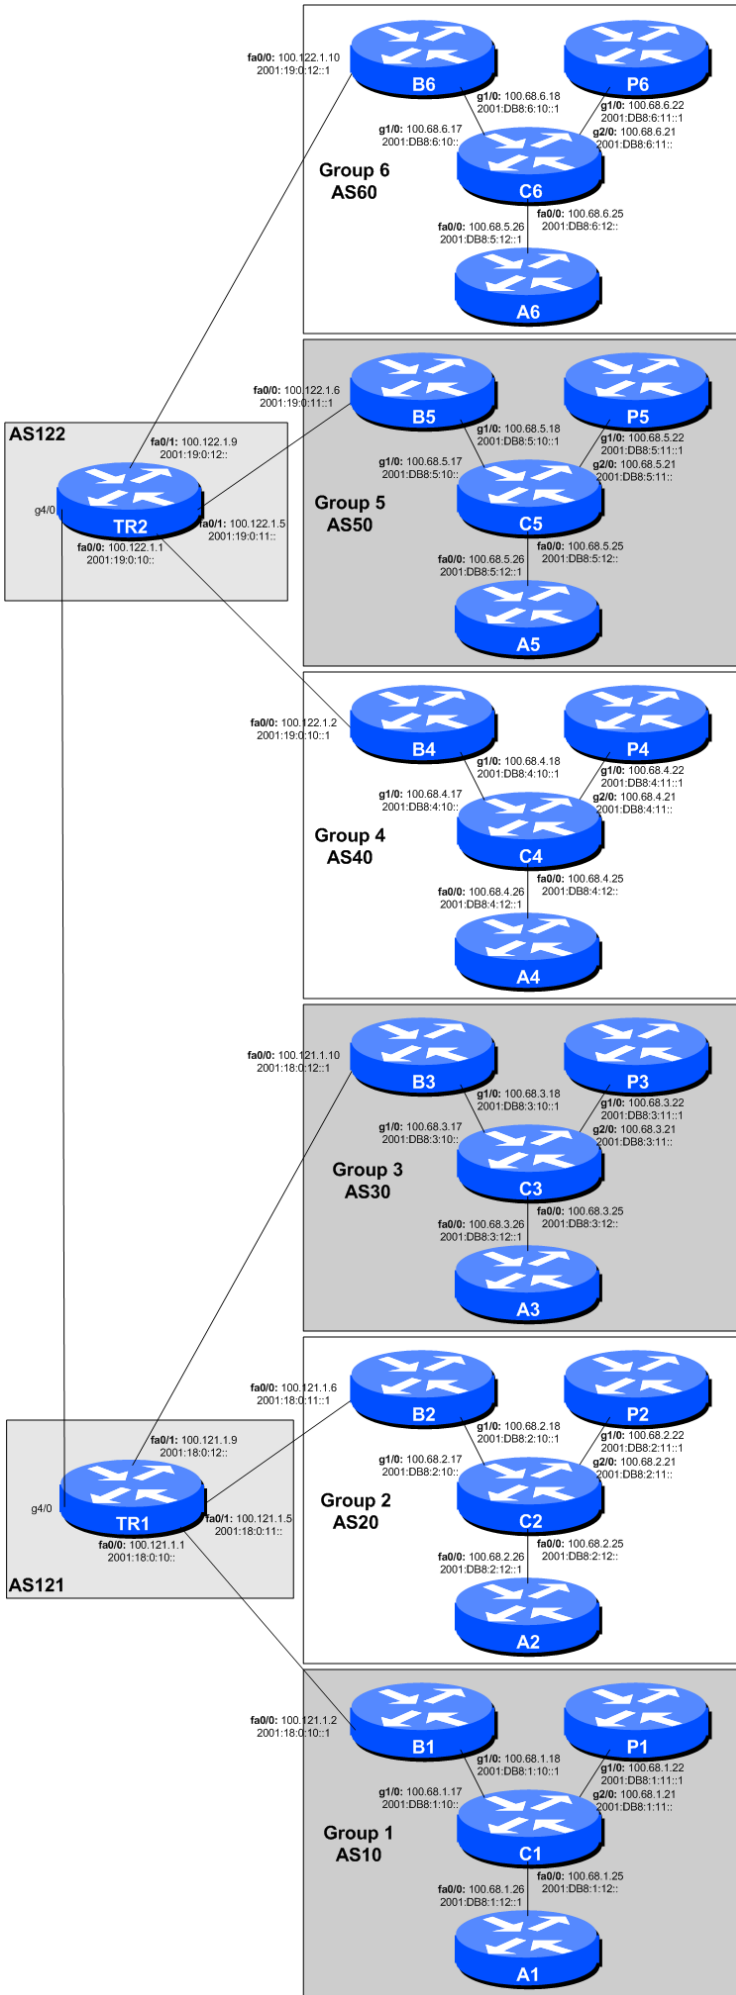 fa0/0: 100.122.1.10
2001:19:0:12::1
B6
P6
g1/0: 100.68.6.18
2001:DB8:6:10::1
g1/0: 100.68.6.22
2001:DB8:6:11::1
g1/0: 100.68.6.17
2001:DB8:6:10::
g2/0: 100.68.6.21
2001:DB8:6:11::
Group 6
AS60
C6
fa0/0: 100.68.6.25
2001:DB8:6:12::
fa0/0: 100.68.5.26
2001:DB8:5:12::1
A6
fa0/0: 100.122.1.6
2001:19:0:11::1
B5
P5
g1/0: 100.68.5.18
2001:DB8:5:10::1
g1/0: 100.68.5.22
2001:DB8:5:11::1
g1/0: 100.68.5.17
2001:DB8:5:10::
g2/0: 100.68.5.21
2001:DB8:5:11::
AS122
fa0/1: 100.122.1.9
2001:19:0:12::
g4/0
TR2
fa0/1: 100.122.1.5
2001:19:0:11::
fa0/0: 100.122.1.1
2001:19:0:10::
Group 5
AS50
C5
fa0/0: 100.68.5.25
2001:DB8:5:12::
fa0/0: 100.68.5.26
2001:DB8:5:12::1
A5
fa0/0: 100.122.1.2
2001:19:0:10::1
B4
P4
g1/0: 100.68.4.18
2001:DB8:4:10::1
g1/0: 100.68.4.22
2001:DB8:4:11::1
g1/0: 100.68.4.17
2001:DB8:4:10::
g2/0: 100.68.4.21
2001:DB8:4:11::
Group 4
AS40
C4
fa0/0: 100.68.4.25
2001:DB8:4:12::
fa0/0: 100.68.4.26
2001:DB8:4:12::1
A4
fa0/0: 100.121.1.10
2001:18:0:12::1
B3
P3
g1/0: 100.68.3.18
2001:DB8:3:10::1
g1/0: 100.68.3.22
2001:DB8:3:11::1
g1/0: 100.68.3.17
2001:DB8:3:10::
g2/0: 100.68.3.21
2001:DB8:3:11::
Group 3
AS30
C3
fa0/0: 100.68.3.25
2001:DB8:3:12::
fa0/0: 100.68.3.26
2001:DB8:3:12::1
A3
fa0/0: 100.121.1.6
2001:18:0:11::1
B2
P2
g1/0: 100.68.2.18
2001:DB8:2:10::1
g1/0: 100.68.2.22
2001:DB8:2:11::1
g1/0: 100.68.2.17
2001:DB8:2:10::
g2/0: 100.68.2.21
2001:DB8:2:11::
fa0/1: 100.121.1.9
2001:18:0:12::
g4/0
TR1
fa0/1: 100.121.1.5
2001:18:0:11::
fa0/0: 100.121.1.1
2001:18:0:10::
AS121
Group 2
AS20
C2
fa0/0: 100.68.2.25
2001:DB8:2:12::
fa0/0: 100.68.2.26
2001:DB8:2:12::1
A2
fa0/0: 100.121.1.2
2001:18:0:10::1
B1
P1
g1/0: 100.68.1.18
2001:DB8:1:10::1
g1/0: 100.68.1.22
2001:DB8:1:11::1
g1/0: 100.68.1.17
2001:DB8:1:10::
g2/0: 100.68.1.21
2001:DB8:1:11::
Group 1
AS10
C1
fa0/0: 100.68.1.25
2001:DB8:1:12::
fa0/0: 100.68.1.26
2001:DB8:1:12::1
A1